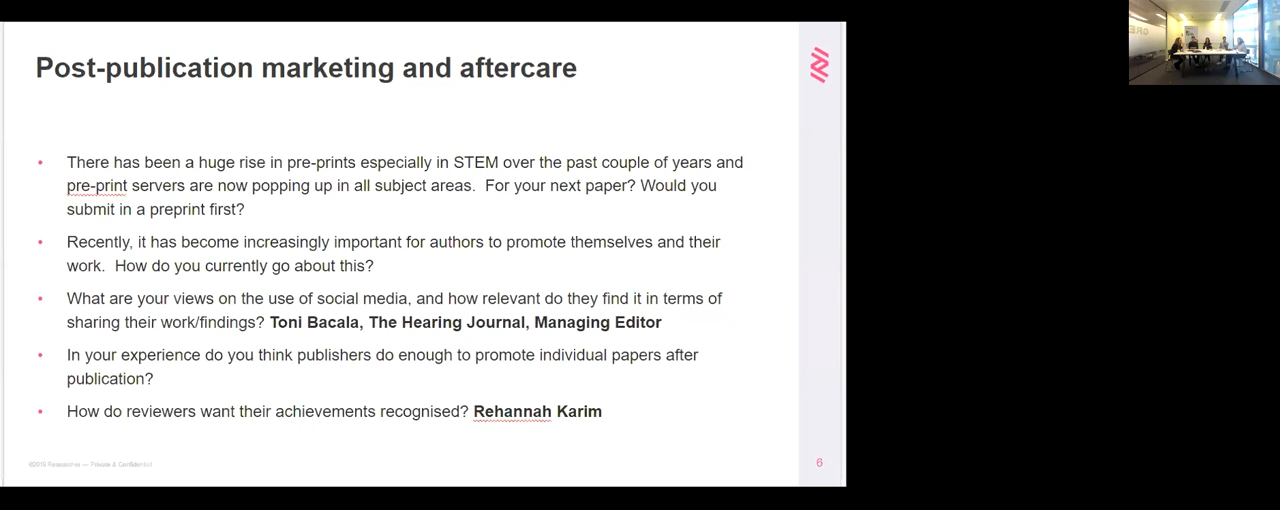 Post-publication marketing and aftercare
• There has been a huge rise in pre-prints especially in STEM over the past couple of years and
pre-print servers are now popping up in all subject areas.  For your next paper? Would you
submit in a preprint first?
• Recently, it has become increasingly important for authors to promote themselves and their
work.  How do you currently go about this?
• What are your views on the use of social media, and how relevant do they find it in terms of
sharing their work/findings? Toni Bacala, The Hearing Journal, Managing Editor
• In your experience do you think publishers do enough to promote individual papers after
publication?
• How do reviewers want their achievements recognised? Rehannah Karim
— Private & Confidential
6